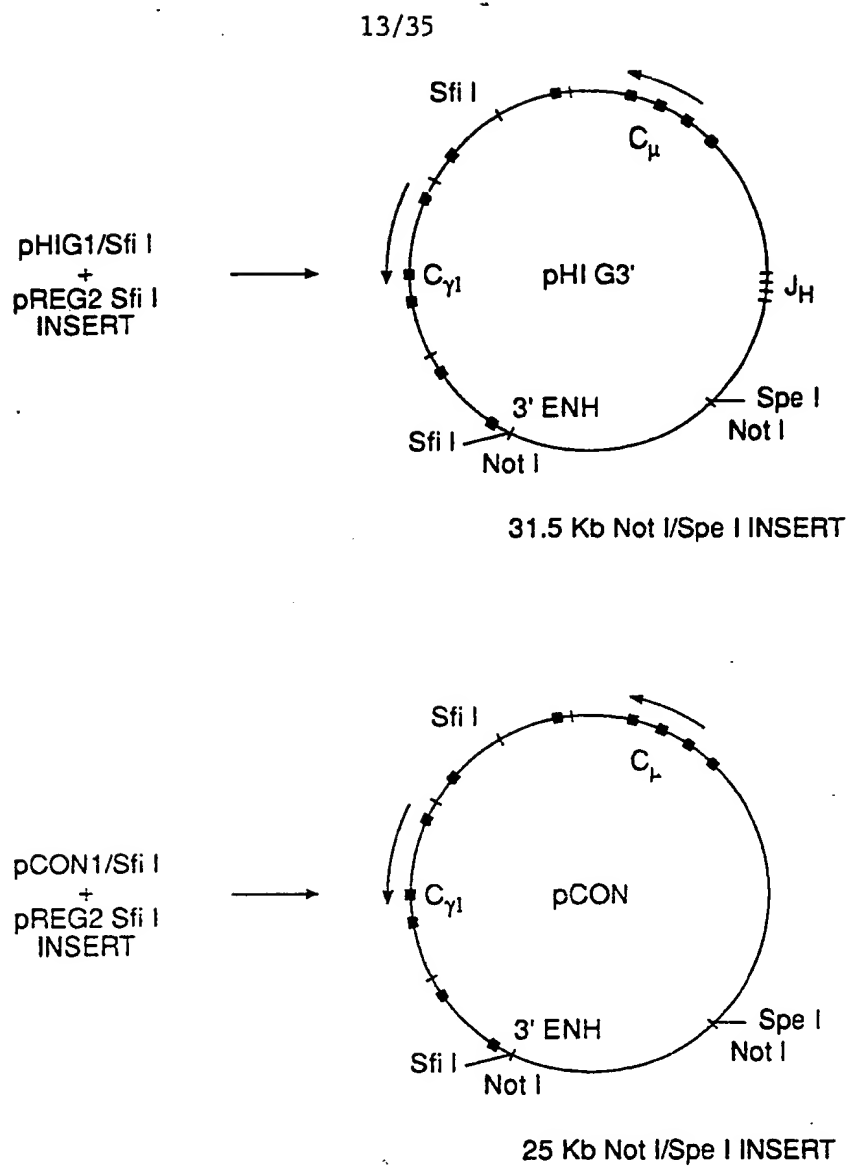 13/35
Sfi I
Cμ
pHIG1/Sfi I
+
pREG2 Sfi I
INSERT
CγI
pHI G3'
JH
3' ENH
Spe I
Sfi I
Not I
Not I
31.5 Kb Not I/Spe I INSERT
Sfi I
Cμ
pCON1/Sfi I
+
pREG2 Sfi I
INSERT
CγI
pCON
3' ENH
Spe I
Sfi I
Not I
Not I
25 Kb Not I/Spe I INSERT